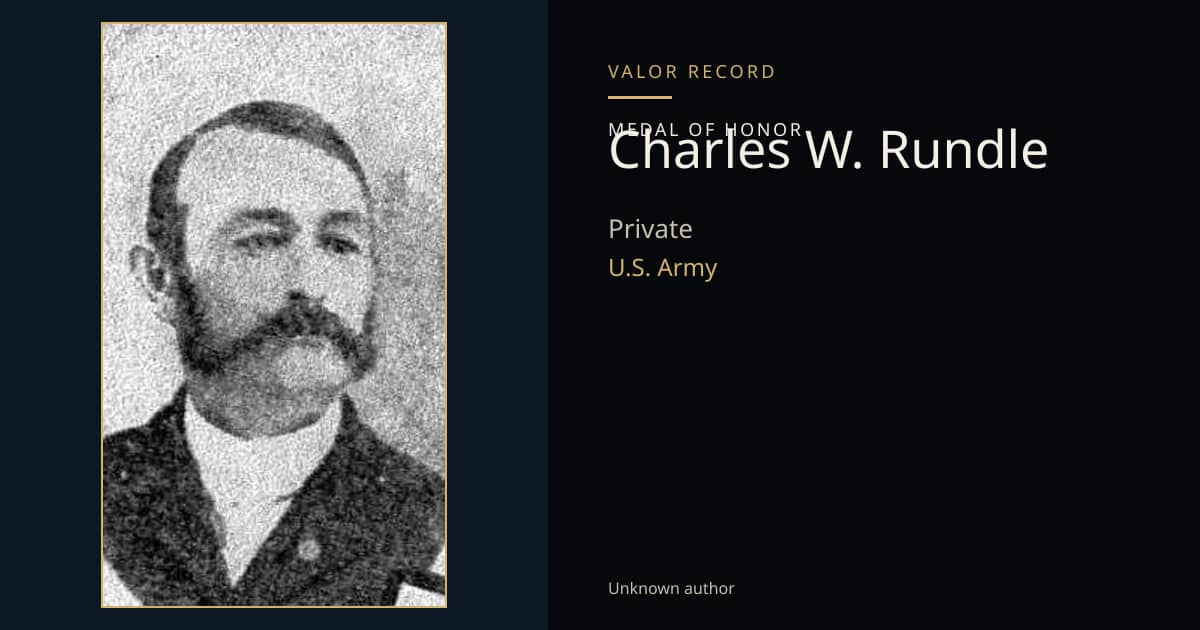 VALOR RECORD
MEDAL OF HONOR
Charles W. Rundle
Private
U.S. Army
Unknown author